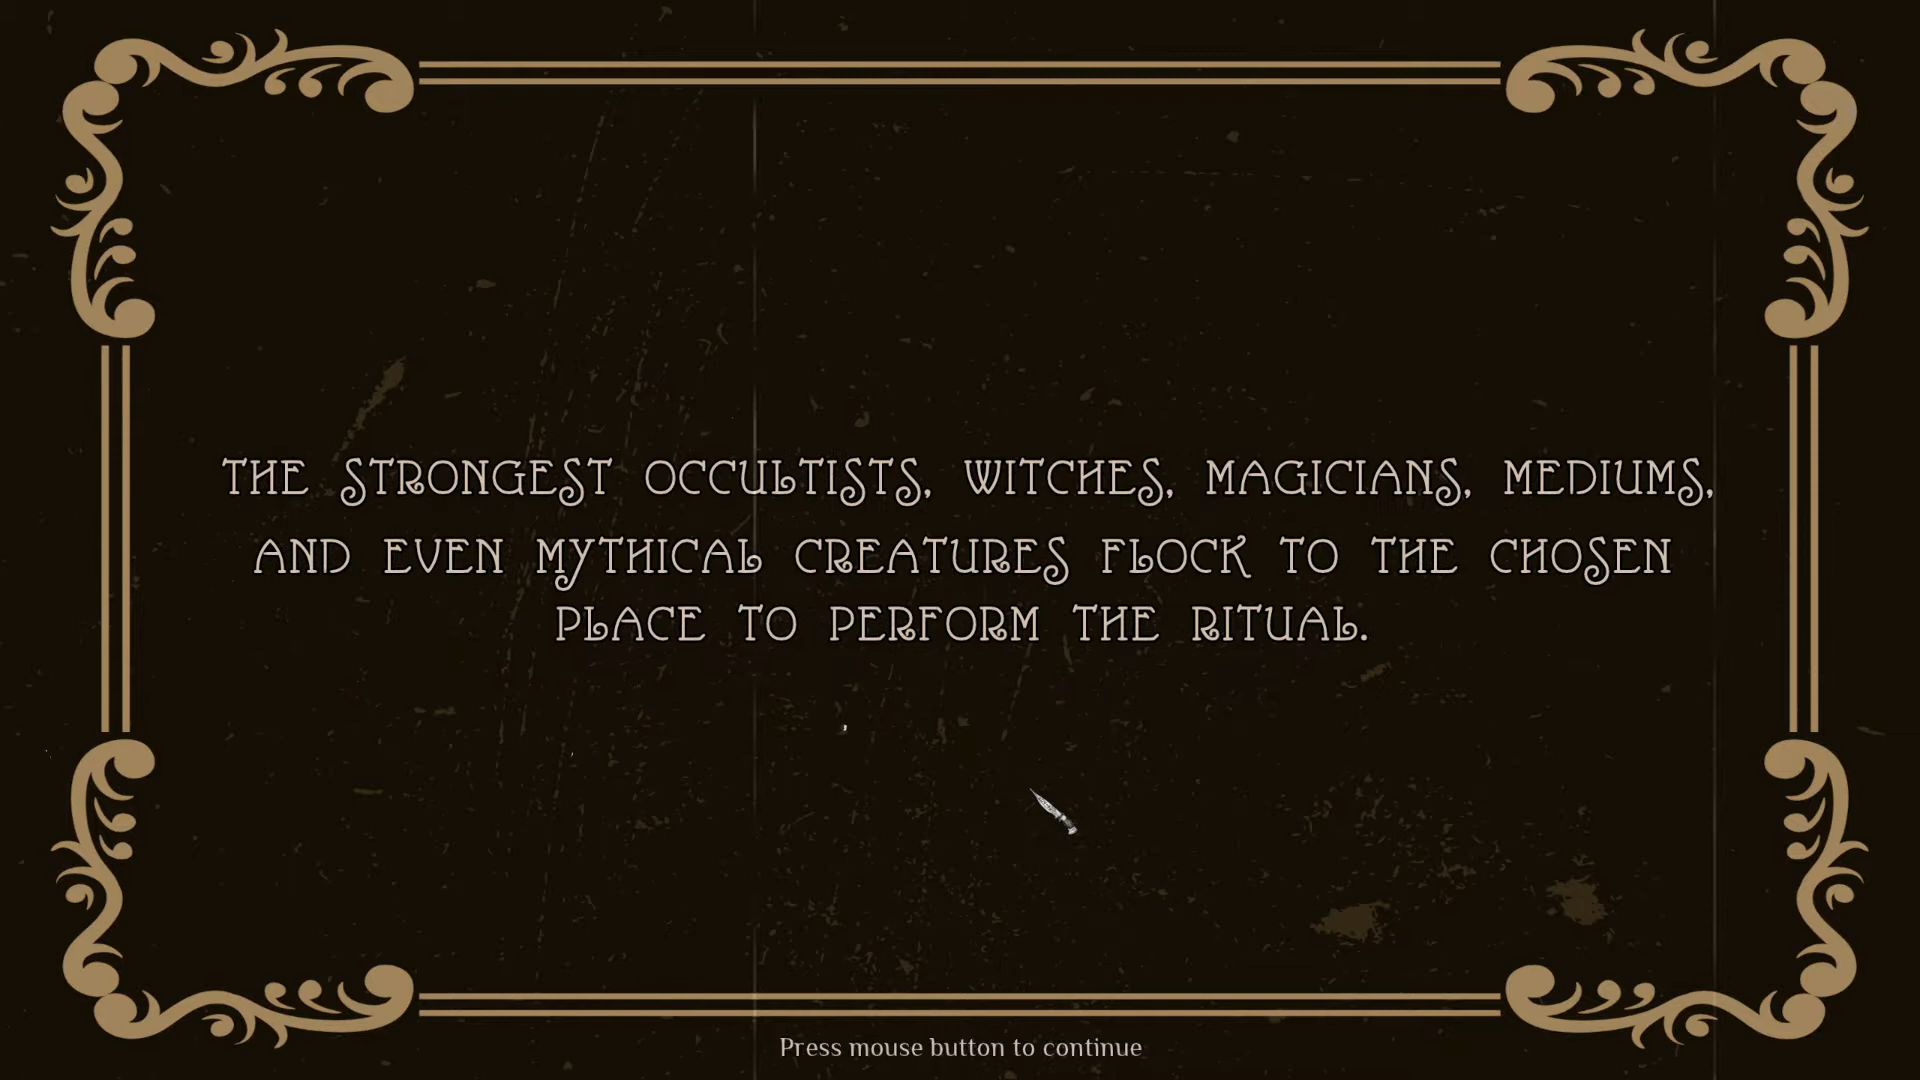 THE STRONGEST OCCULTISTS, WITCHES, MAGICIANS, MEDIUMS,
AND EVEN MYTHICAL CREATURES FLOCK TO THE CHOSEN
PLACE TO PERFORM THE RITUAL.
Press mouse button to continue